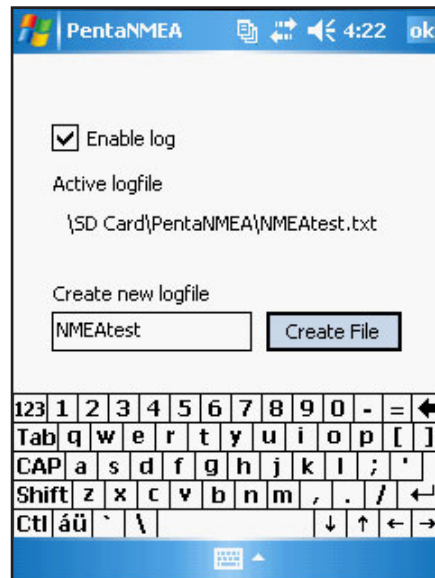 PentaNMEA 4:22 ok
Enable log
Active logfile
\SD Card\PentaNMEA\NMEAtest.txt
Create new logfile
NMEAtest Create File
123 1 2 3 4 5 6 7 8 9 0 - =
Tab q w e r t y u i o p [ ]
CAP a s d f g h j k l ; '
Shift z x c v b n m , . /
Ctl áü ` \